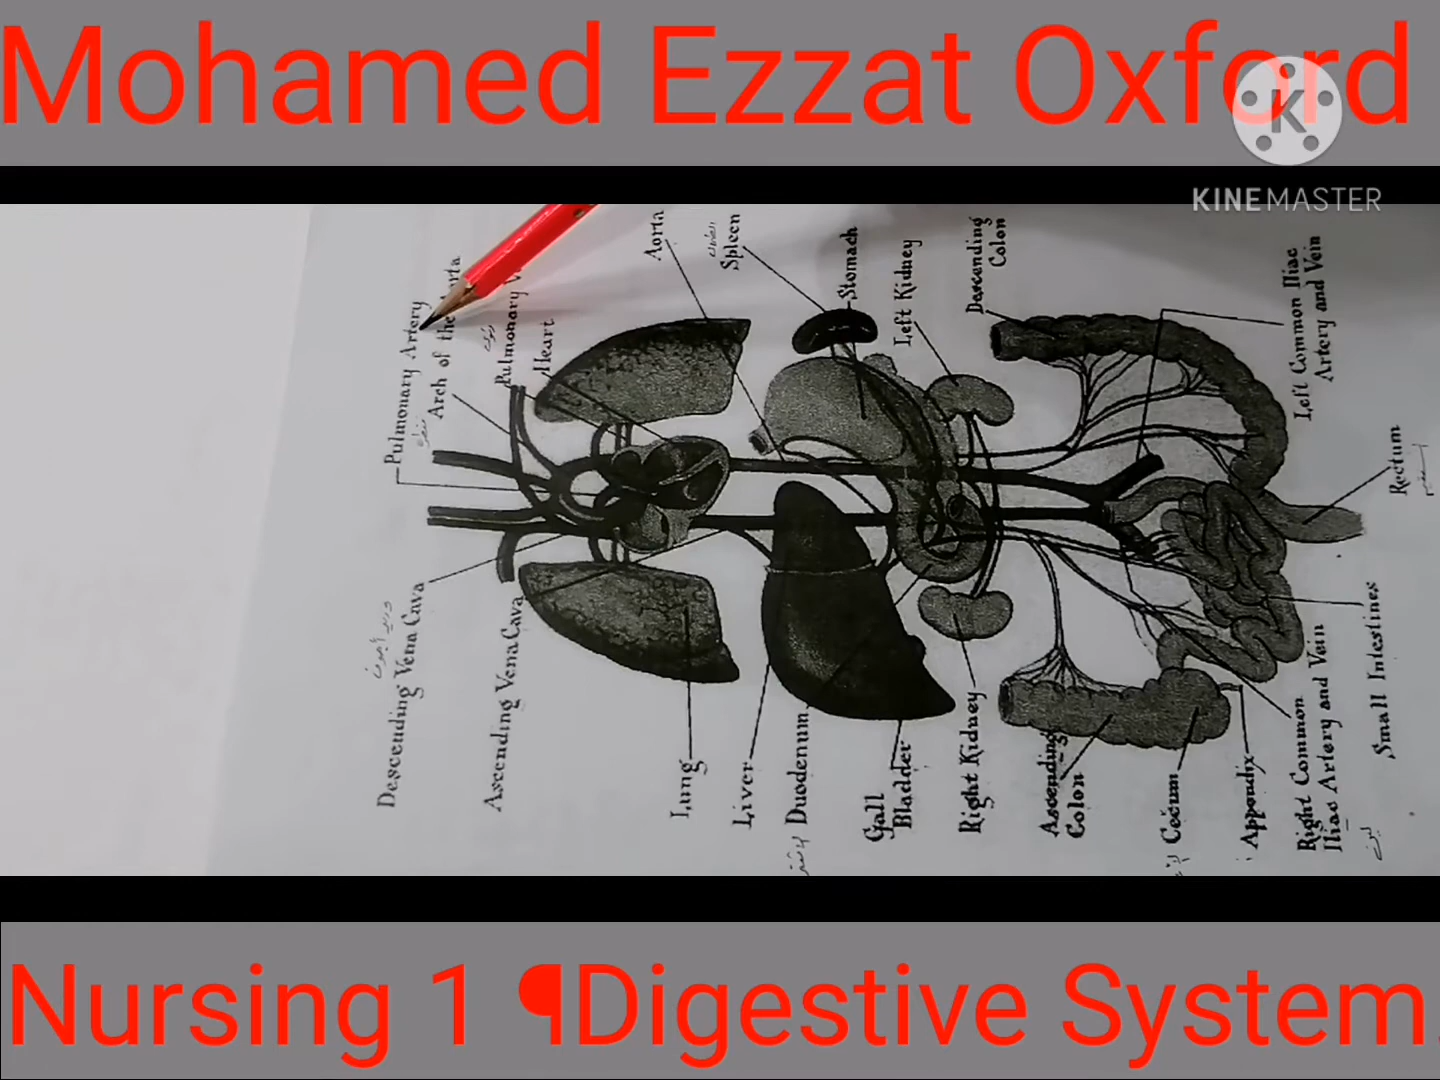 Mohamed Ezzat Oxford
K
KINEMASTER
Pulmonary Artery
Arch of the
Pulmonary
Heart
Aorta
Spleen
Stomach
Left Kidney
Descending
Colon
Left Common Iliac
Artery and Vein
Rectum
Descending Vena Cava
Ascending Vena Cava
Lung
Liver
Duodenum
Gall
Bladder
Right Kidney
Ascending
Colon
Cecum
Appendix
Right Common
Iliac Artery and Vein
Small Intestines
Nursing 1 ¶Digestive System.